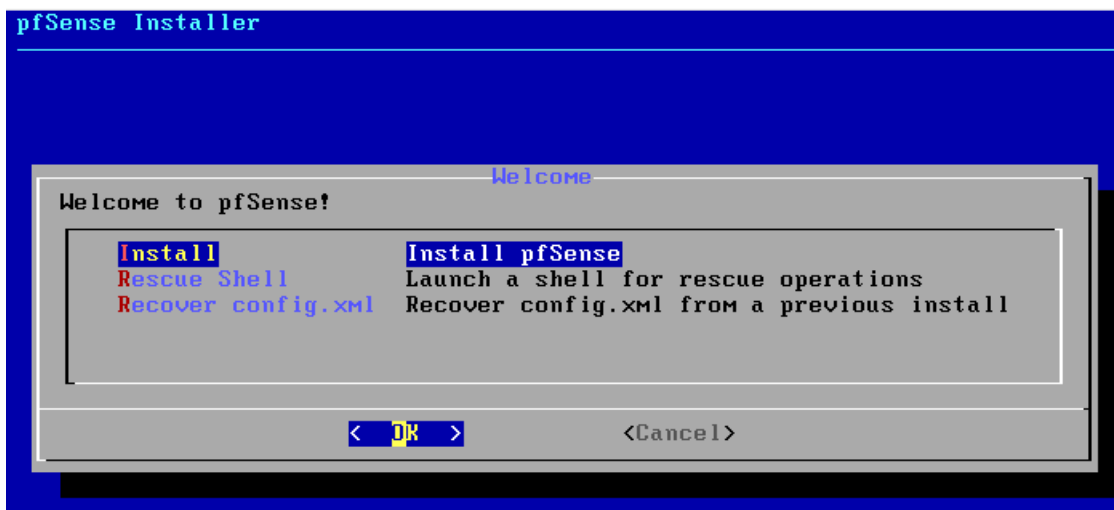 pfSense Installer
Welcome
Welcome to pfSense!
Install Install pfSense
Rescue Shell Launch a shell for rescue operations
Recover config.xml Recover config.xml from a previous install
< OK > <Cancel>